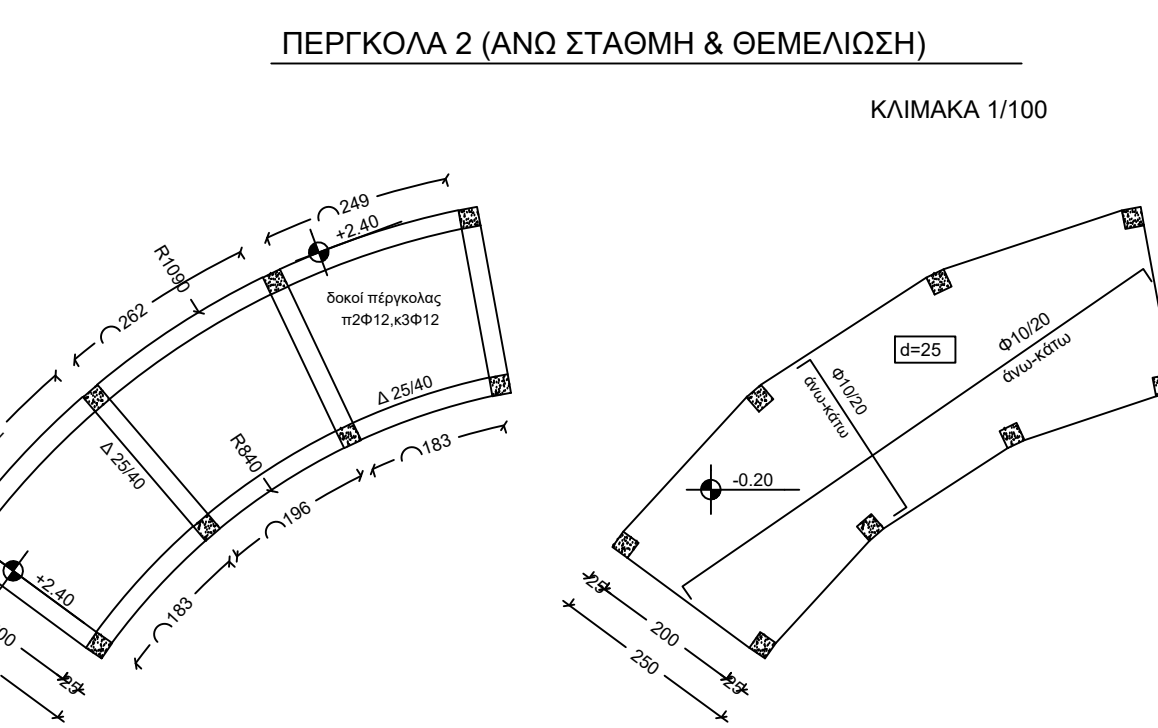 ΠΕΡΓΚΟΛΑ 2 (ΑΝΩ ΣΤΑΘΜΗ & ΘΕΜΕΛΙΩΣΗ)
ΚΛΙΜΑΚΑ 1/100
249
+2.40
R1090
262
δοκοί πέργκολας
π2Φ12,κ3Φ12
Δ 25/40
Δ 25/40
R840
183
196
183
+2.40
25
d=25
Φ10/20
άνω-κάτω
Φ10/20
άνω-κάτω
-0.20
25
200
250
25